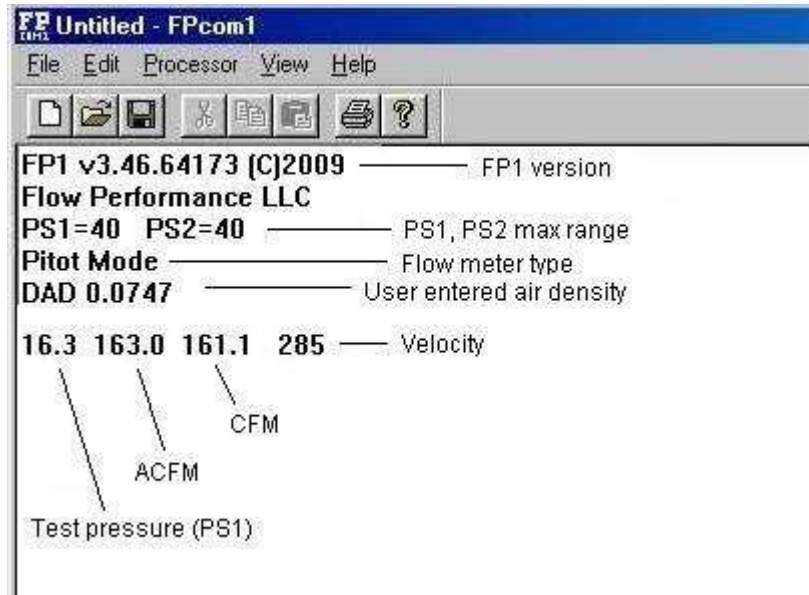 FP COM1 Untitled - FPcom1
File Edit Processor View Help
FP1 v3.46.64173 (C)2009 FP1 version
Flow Performance LLC
PS1=40 PS2=40 PS1, PS2 max range
Pitot Mode Flow meter type
DAD 0.0747 User entered air density
16.3 163.0 161.1 285 Velocity
CFM
ACFM
Test pressure (PS1)